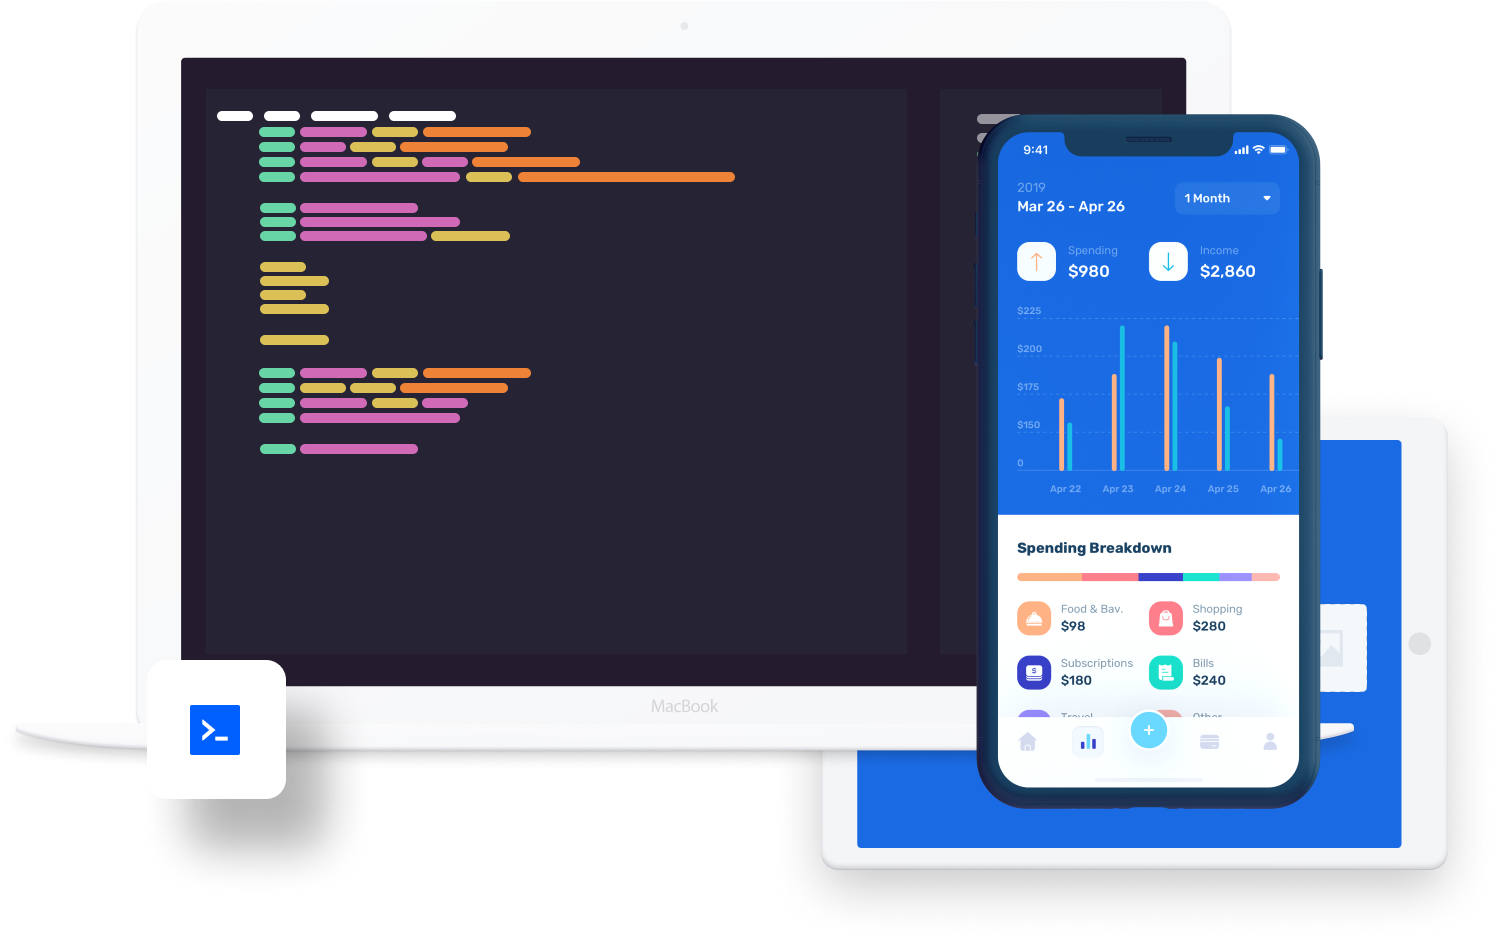 9:41
2019
Mar 26 - Apr 26
1 Month
Spending
$980
Income
$2,860
$225
$200
$175
$150
0
Apr 22 Apr 23 Apr 24 Apr 25 Apr 26
Spending Breakdown
Food & Bav.
$98
Shopping
$280
Subscriptions
$180
Bills
$240
Travel
Other
MacBook